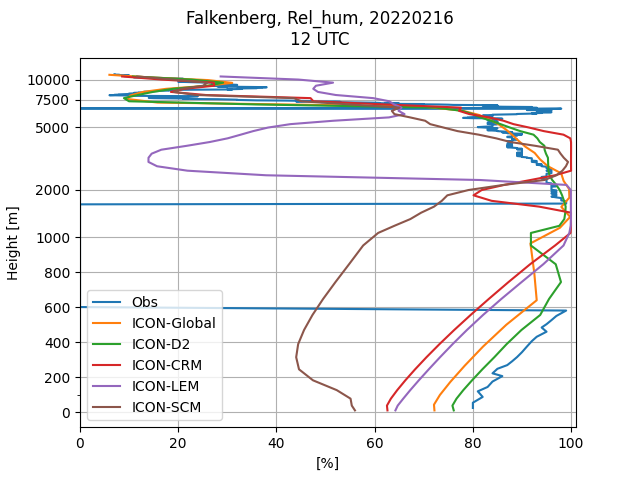 Falkenberg, Rel_hum, 20220216
12 UTC
Height [m]
10000
7500
5000
2000
1000
800
600
400
200
0
Obs
ICON-Global
ICON-D2
ICON-CRM
ICON-LEM
ICON-SCM
0 20 40 60 80 100
[%]